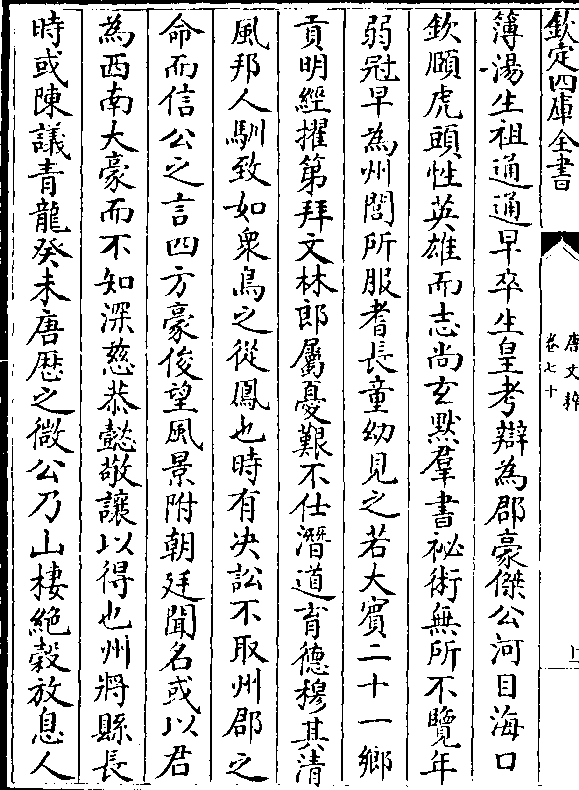 欽定四庫全書
唐文粹
卷七十
簿湯生祖通通早卒生皇考辯為郡豪傑公河目海口
欽頤虎頭性英雄而志尚玄默羣書祕術無所不覽年
弱冠早為州閭所服耆長童幼見之若大賓二十一鄉
貢明經擢第拜文林郎屬憂艱不仕潛道育德穆其清
風邦人馴致如衆鳥之從鳳也時有决訟不取州郡之
命而信公之言四方豪俊望風景附朝廷聞名或以君
為西南大豪而不知深慈恭懿敬讓以得也州將縣長
時或陳議青龍癸未唐厯之微公乃山棲絶穀放息人